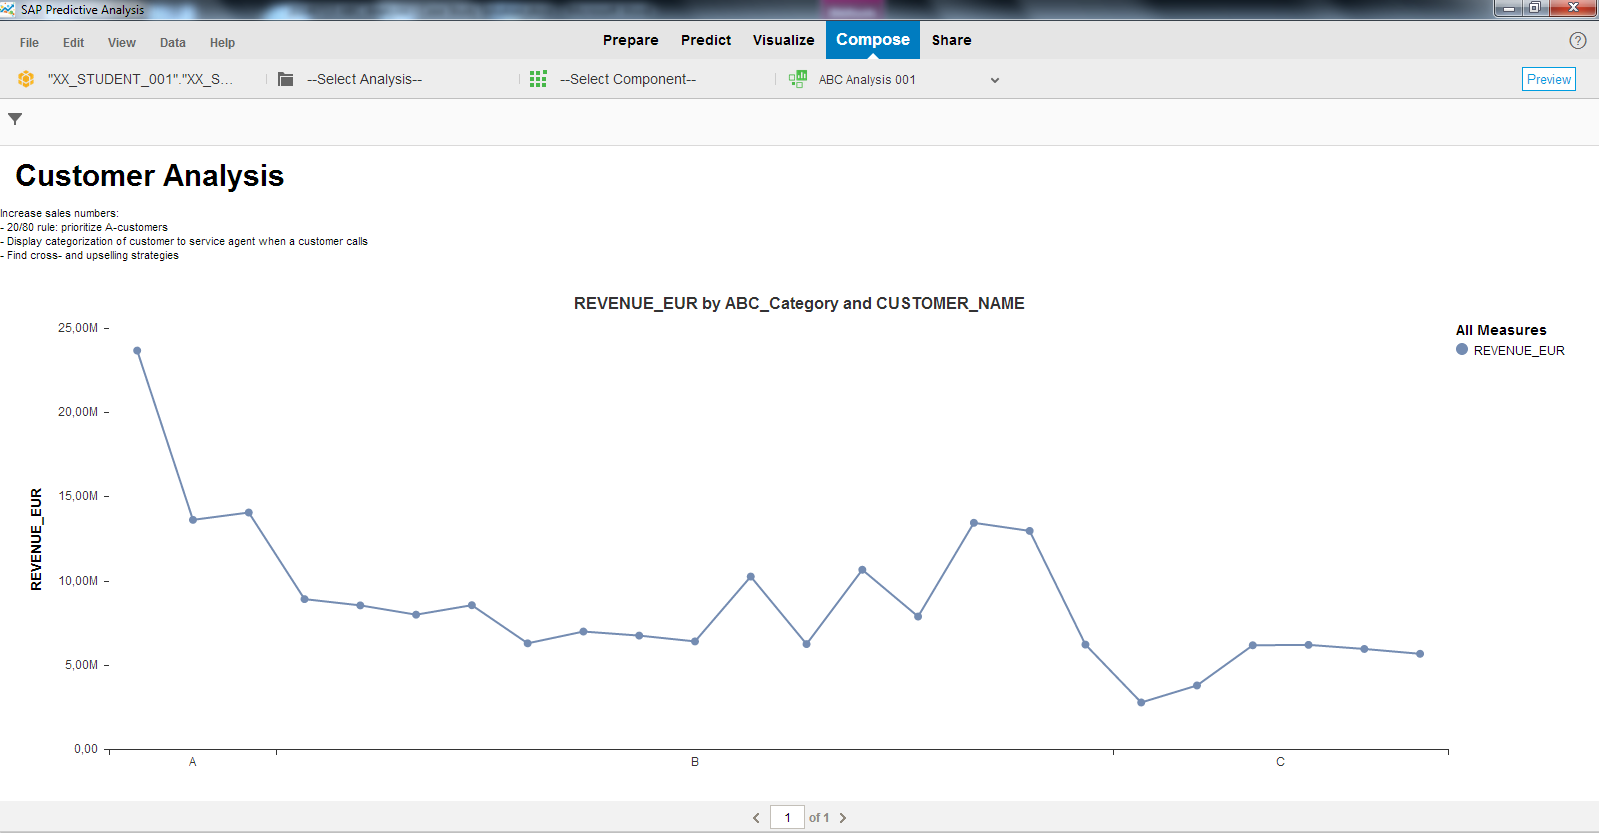 SAP Predictive Analysis
File Edit View Data Help
Prepare Predict Visualize Compose Share
?
"XX_STUDENT_001"."XX_S... --Select Analysis-- --Select Component-- ABC Analysis 001 Preview
Customer Analysis
Increase sales numbers:
- 20/80 rule: prioritize A-customers
- Display categorization of customer to service agent when a customer calls
- Find cross- and upselling strategies
REVENUE_EUR by ABC_Category and CUSTOMER_NAME
All Measures
REVENUE_EUR
REVENUE_EUR
25,00M
20,00M
15,00M
10,00M
5,00M
0,00
A B C
1 of 1